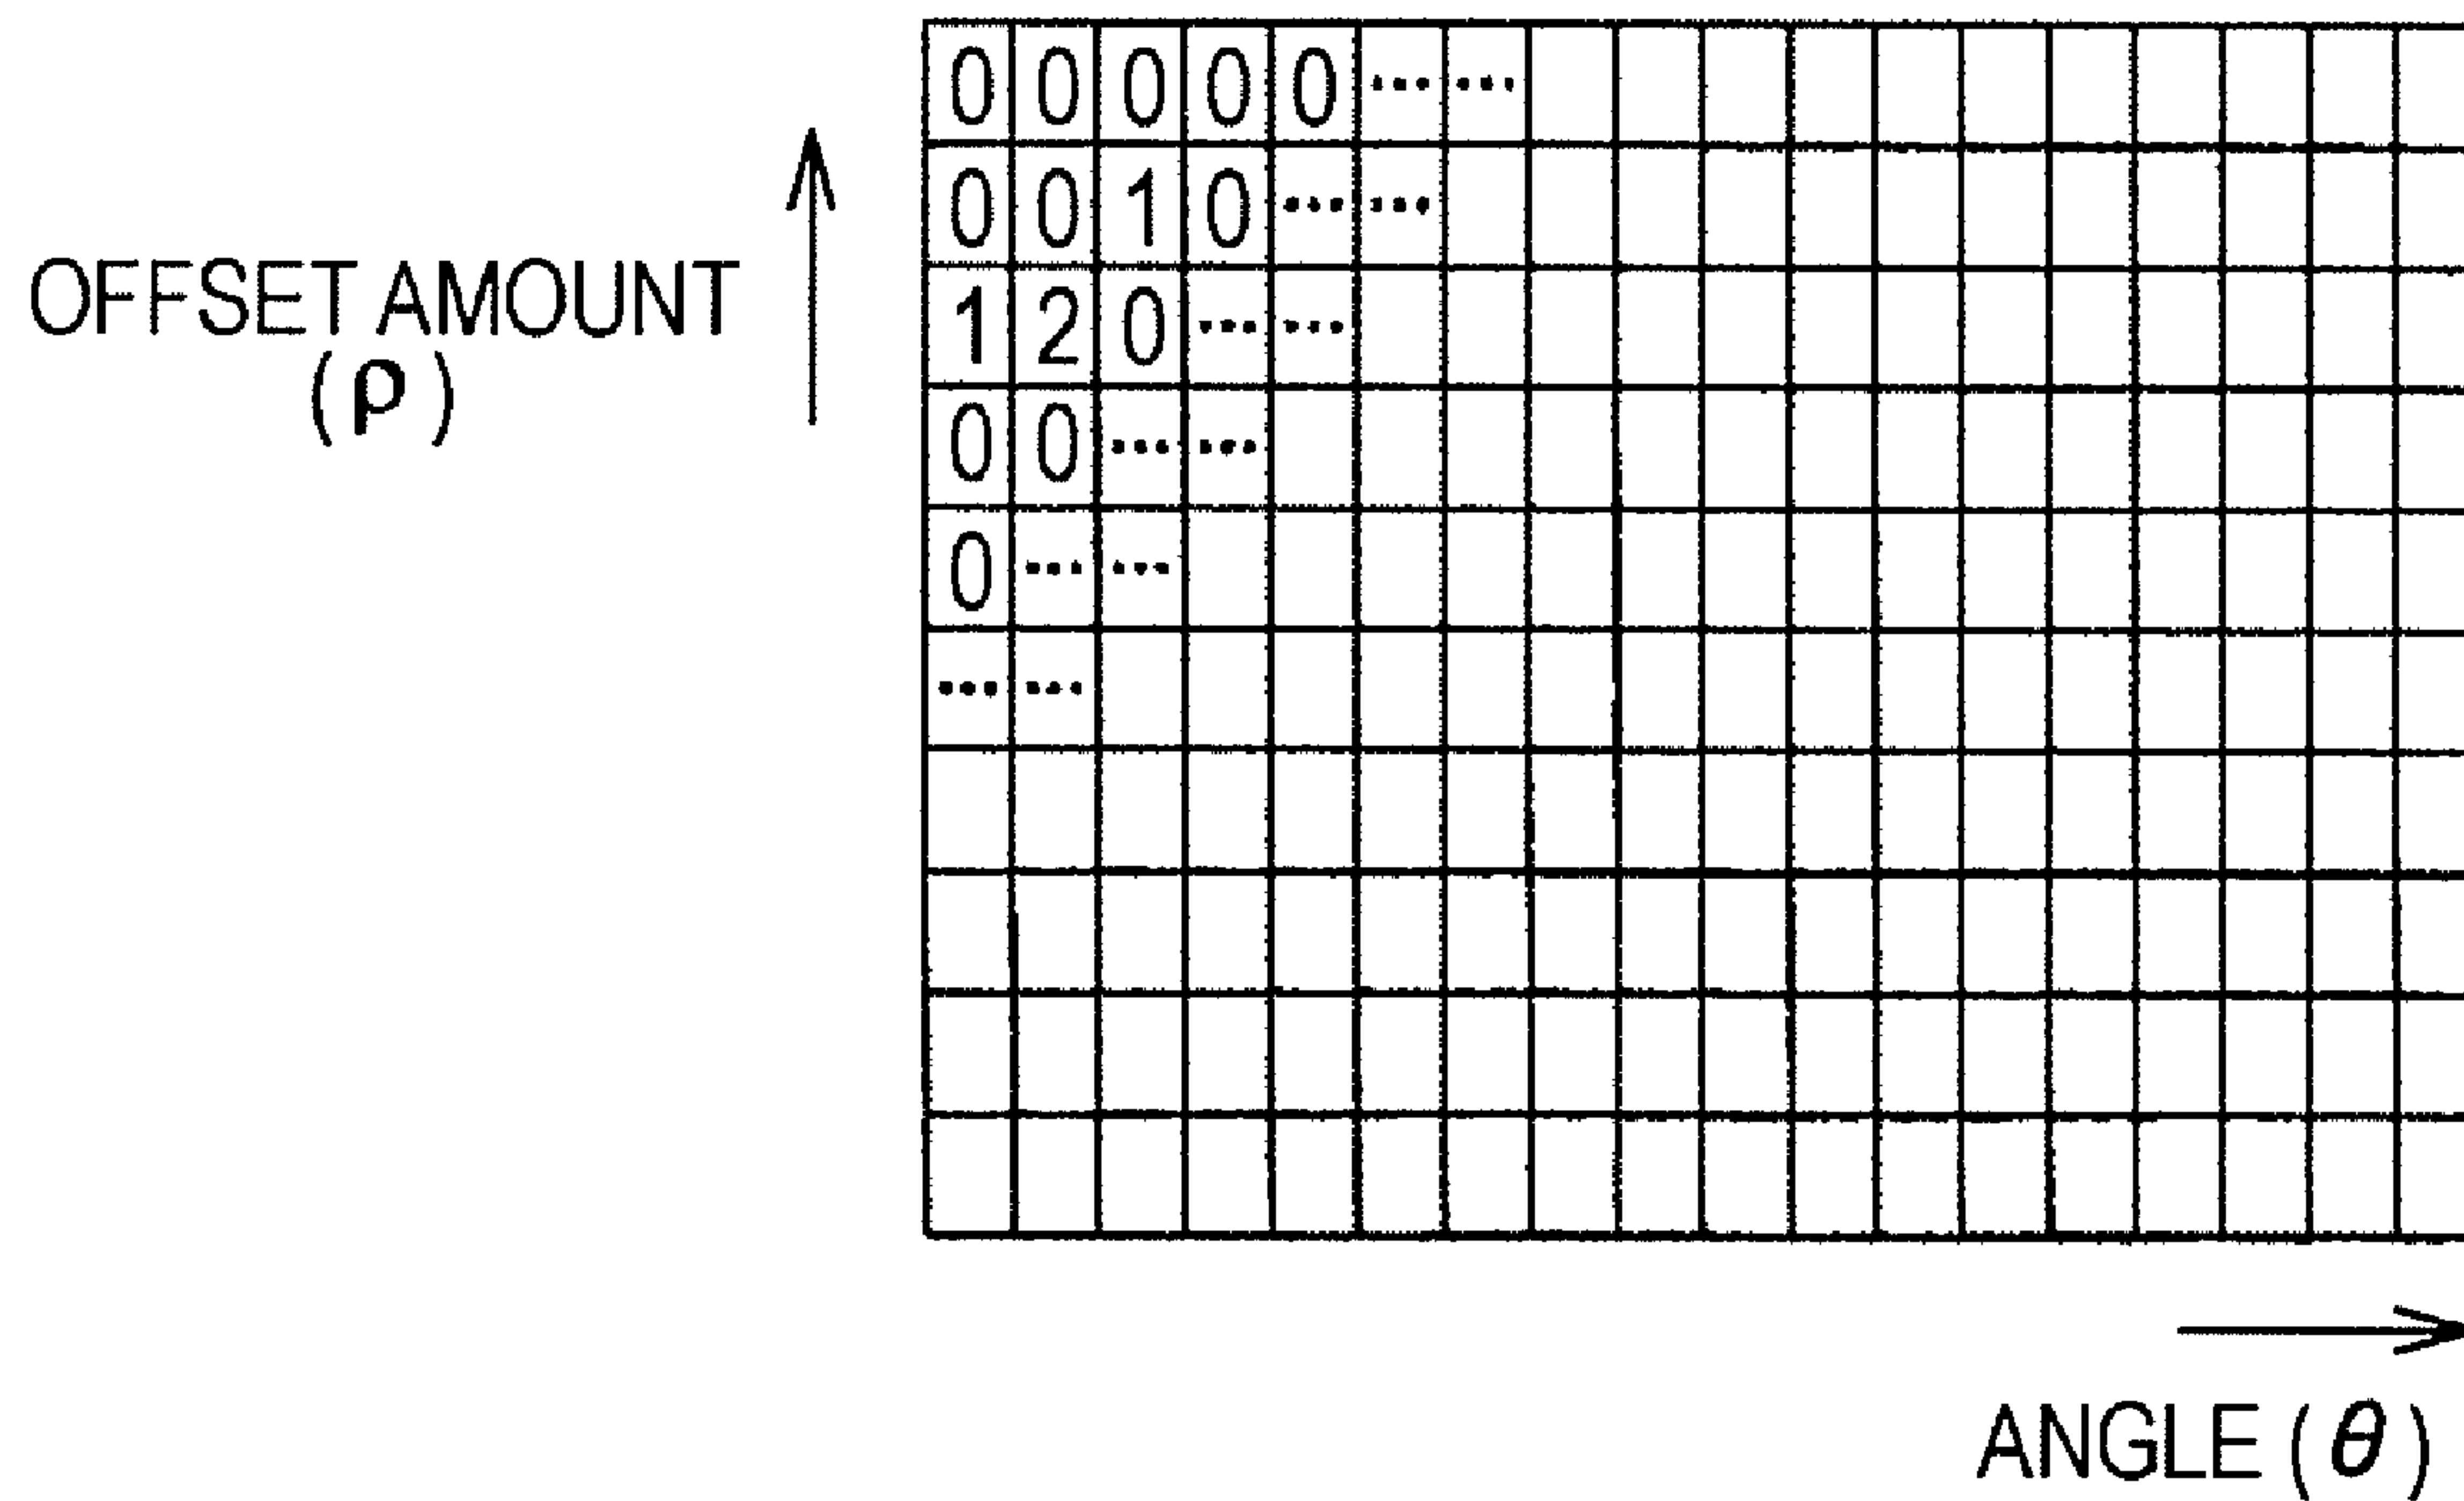 0 0 0 0 0 ... ...
0 0 1 0 ... ...
OFFSET AMOUNT
(ρ)
1 2 0 ... ...
0 0 ... ...
0 ... ...
... ...
ANGLE (θ)